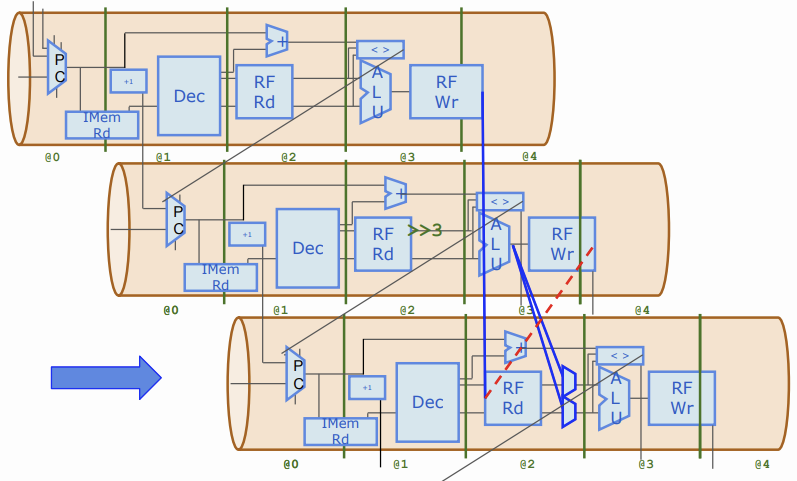 P
C
+1
IMem
Rd
Dec
+
RF
Rd
< >
A
L
U
RF
Wr
@0
@1
@2
@3
@4
P
C
+1
IMem
Rd
Dec
+
RF
Rd
>>3
< >
A
L
U
RF
Wr
@0
@1
@2
@3
@4
P
C
+1
IMem
Rd
Dec
+
RF
Rd
< >
A
L
U
RF
Wr
@0
@1
@2
@3
@4